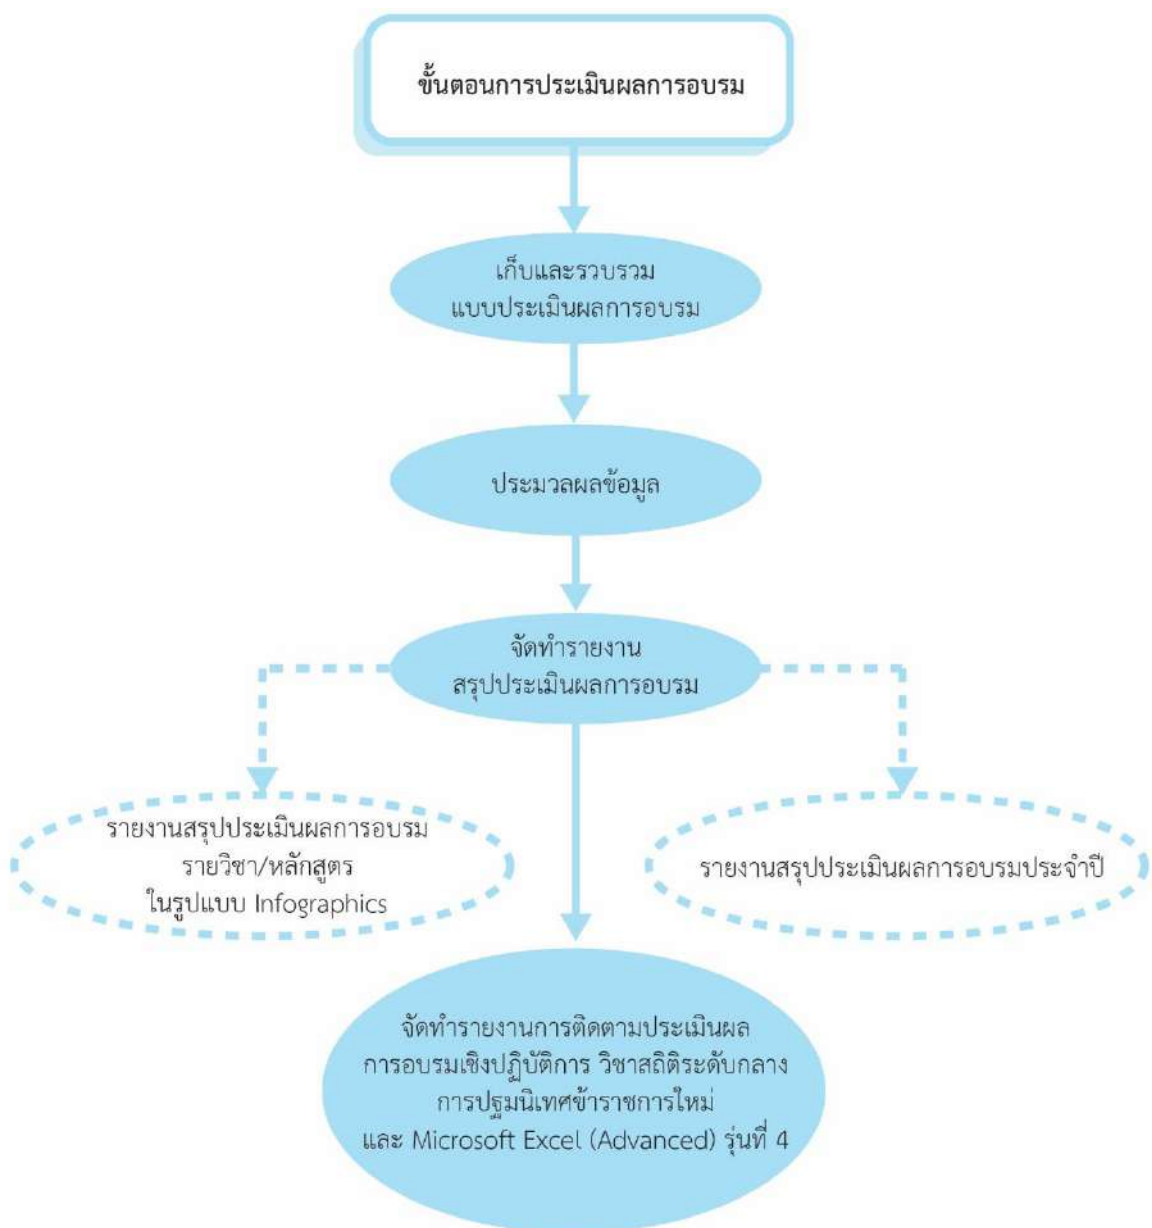 ขั้นตอนการประเมินผลการอบรม
เก็บและรวบรวม
แบบประเมินผลการอบรม
ประมวลผลข้อมูล
จัดทำรายงาน
สรุปประเมินผลการอบรม
รายงานสรุปประเมินผลการอบรม
รายวิชา/หลักสูตร
ในรูปแบบ Infographics
รายงานสรุปประเมินผลการอบรมประจำปี
จัดทำรายงานการติดตามประเมินผล
การอบรมเชิงปฏิบัติการ วิชาสถิติระดับกลาง
การปฐมนิเทศข้าราชการใหม่
และ Microsoft Excel (Advanced) รุ่นที่ 4